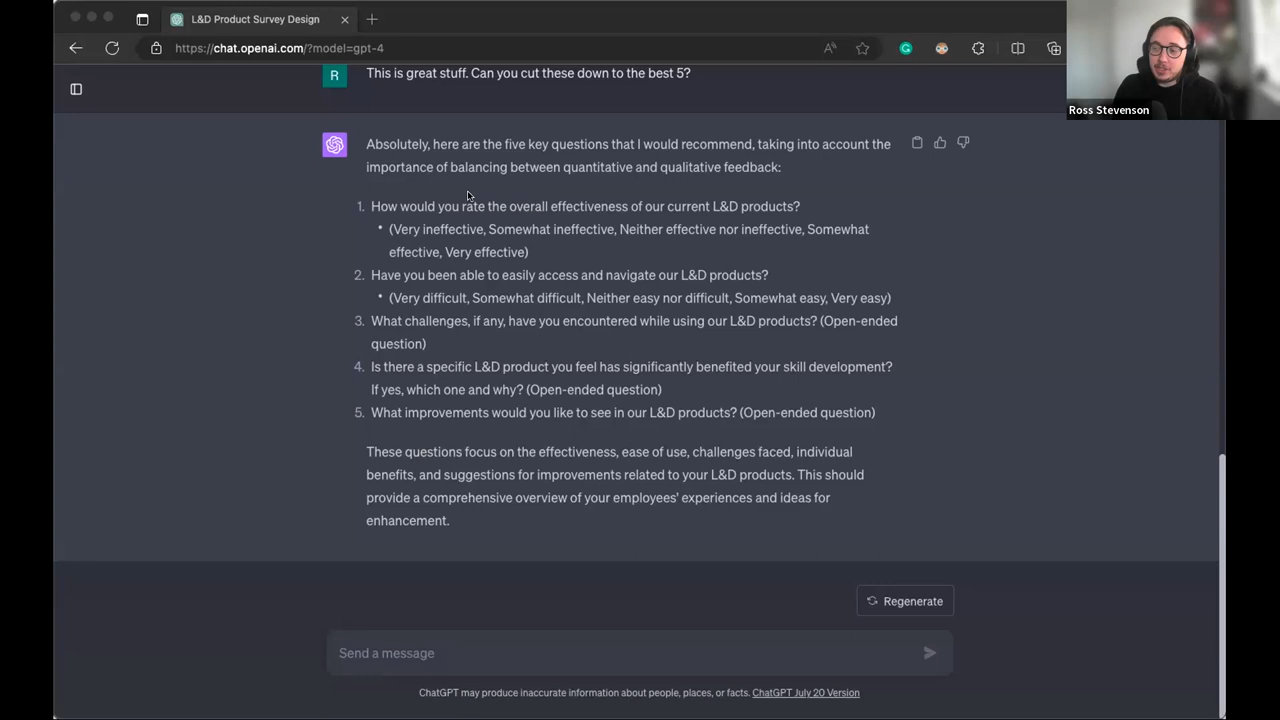 L&D Product Survey Design
https://chat.openai.com/?model=gpt-4
Ross Stevenson
R
This is great stuff. Can you cut these down to the best 5?
Absolutely, here are the five key questions that I would recommend, taking into account the
importance of balancing between quantitative and qualitative feedback:
1. How would you rate the overall effectiveness of our current L&D products?
• (Very ineffective, Somewhat ineffective, Neither effective nor ineffective, Somewhat
effective, Very effective)
2. Have you been able to easily access and navigate our L&D products?
• (Very difficult, Somewhat difficult, Neither easy nor difficult, Somewhat easy, Very easy)
3. What challenges, if any, have you encountered while using our L&D products? (Open-ended
question)
4. Is there a specific L&D product you feel has significantly benefited your skill development?
If yes, which one and why? (Open-ended question)
5. What improvements would you like to see in our L&D products? (Open-ended question)
These questions focus on the effectiveness, ease of use, challenges faced, individual
benefits, and suggestions for improvements related to your L&D products. This should
provide a comprehensive overview of your employees' experiences and ideas for
enhancement.
Regenerate
Send a message
ChatGPT may produce inaccurate information about people, places, or facts. ChatGPT July 20 Version